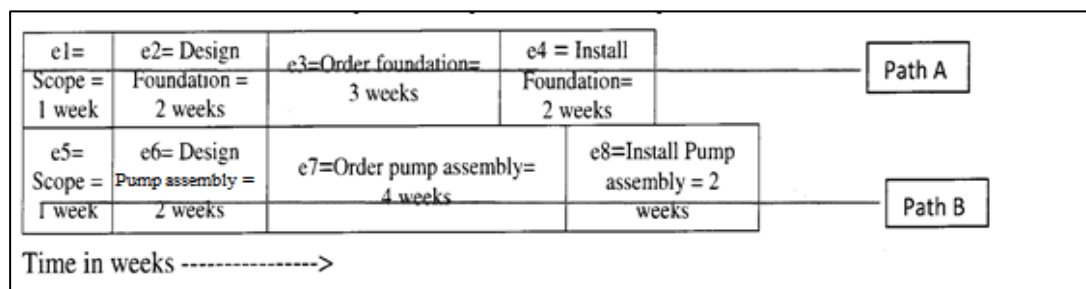 e1=
Scope =
1 week
e2= Design
Foundation =
2 weeks
e3=Order foundation=
3 weeks
e4 = Install
Foundation=
2 weeks
Path A
e5=
Scope =
1 week
e6= Design
Pump assembly =
2 weeks
e7=Order pump assembly=
4 weeks
e8=Install Pump
assembly = 2
weeks
Path B
Time in weeks ---------------->